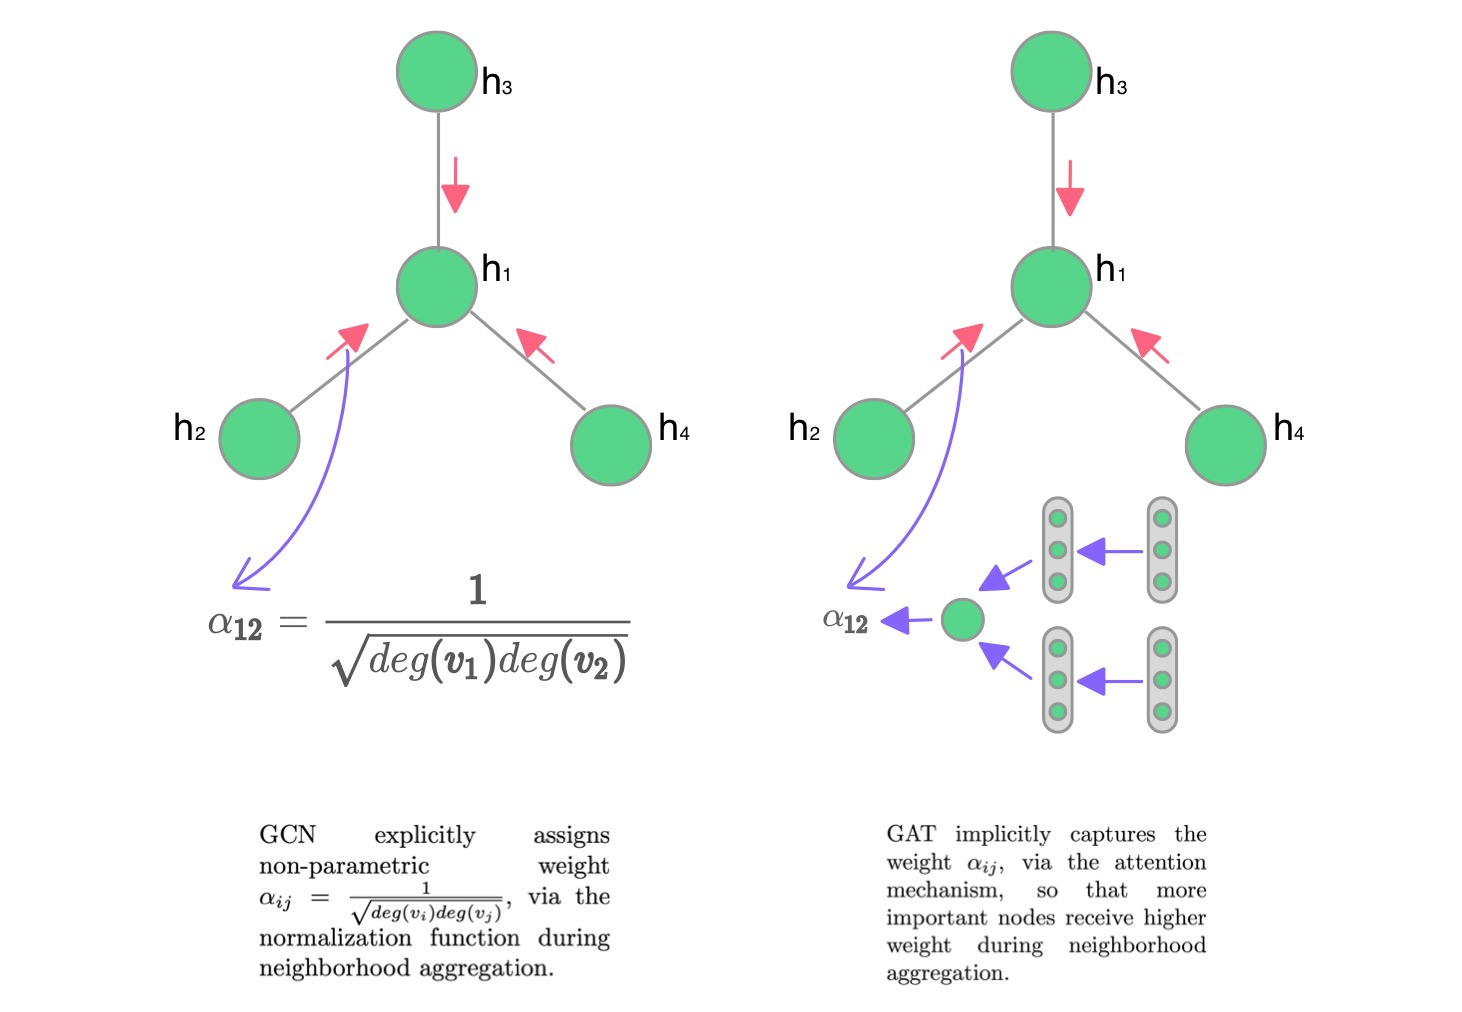 h₃
h₁
h₂
h₄
α₁₂ = 1 / √deg(v₁)deg(v₂)
GCN explicitly assigns
non-parametric weight
αᵢⱼ = 1 / √deg(vᵢ)deg(vⱼ), via the
normalization function during
neighborhood aggregation.
h₃
h₁
h₂
h₄
α₁₂
GAT implicitly captures the
weight αᵢⱼ, via the attention
mechanism, so that more
important nodes receive higher
weight during neighborhood
aggregation.